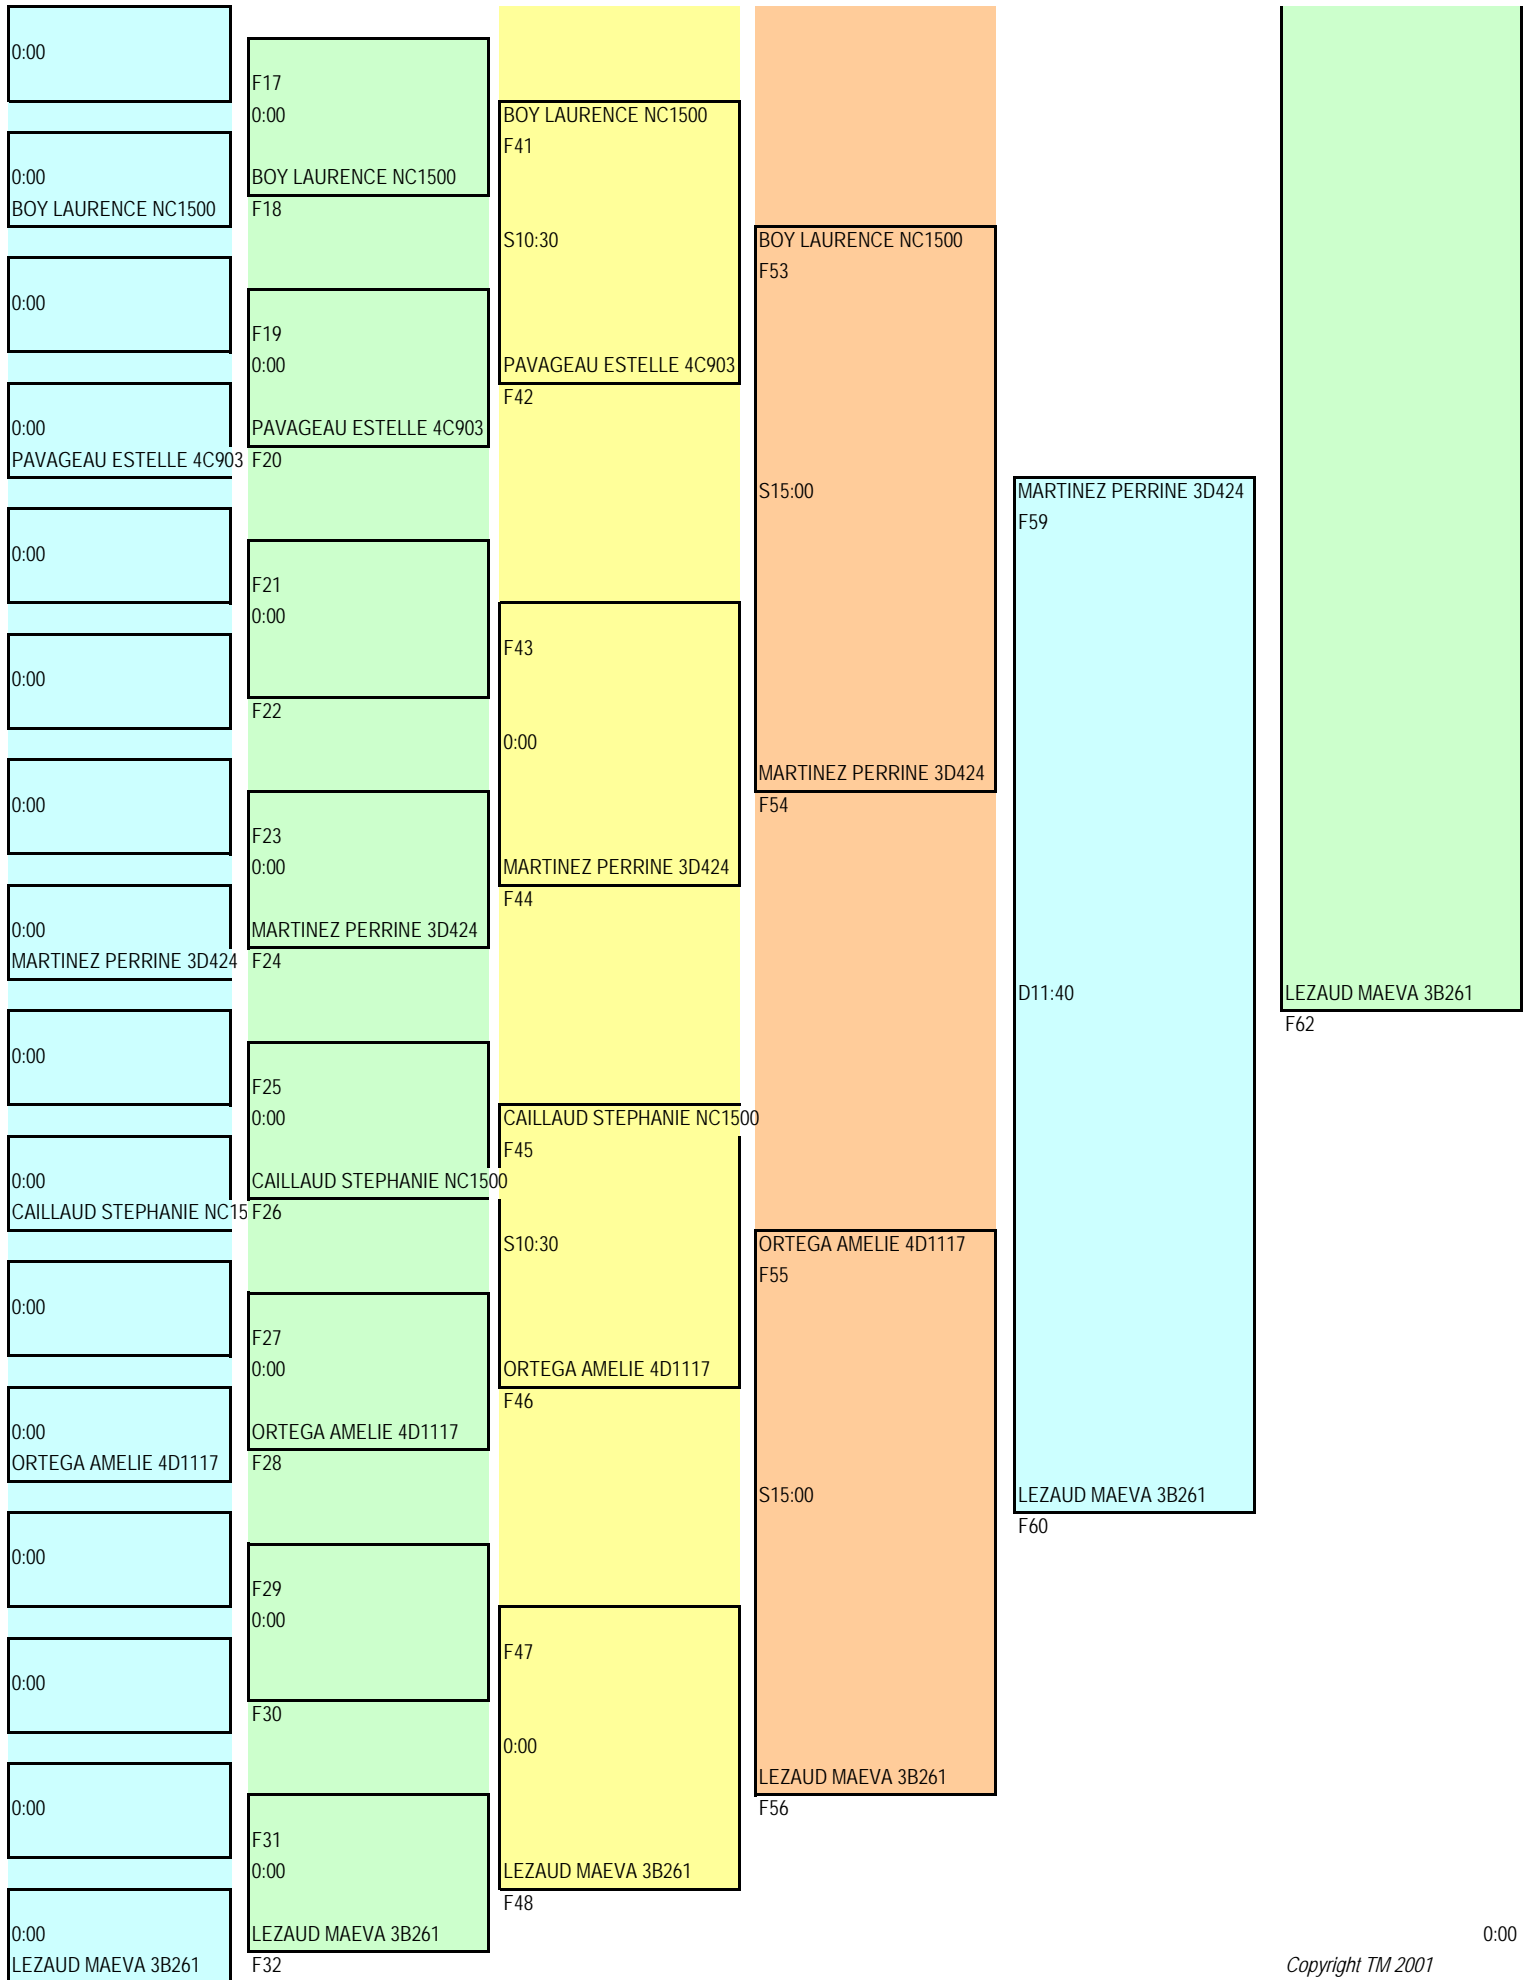 0:00
F17
0:00
BOY LAURENCE NC1500
F41
0:00
BOY LAURENCE NC1500
BOY LAURENCE NC1500
F18
S10:30
BOY LAURENCE NC1500
F53
0:00
F19
0:00
PAVAGEAU ESTELLE 4C903
F42
0:00
PAVAGEAU ESTELLE 4C903
PAVAGEAU ESTELLE 4C903
F20
S15:00
MARTINEZ PERRINE 3D424
F59
0:00
F21
0:00
F43
0:00
F22
0:00
MARTINEZ PERRINE 3D424
0:00
F54
F23
0:00
MARTINEZ PERRINE 3D424
F44
0:00
MARTINEZ PERRINE 3D424
MARTINEZ PERRINE 3D424
F24
D11:40
LEZAUD MAEVA 3B261
F62
0:00
F25
0:00
CAILLAUD STEPHANIE NC1500
F45
0:00
CAILLAUD STEPHANIE NC1500
CAILLAUD STEPHANIE NC15
F26
S10:30
ORTEGA AMELIE 4D1117
F55
0:00
F27
0:00
ORTEGA AMELIE 4D1117
F46
0:00
ORTEGA AMELIE 4D1117
ORTEGA AMELIE 4D1117
F28
S15:00
LEZAUD MAEVA 3B261
F60
0:00
F29
0:00
F47
0:00
F30
0:00
LEZAUD MAEVA 3B261
0:00
F56
F31
0:00
LEZAUD MAEVA 3B261
F48
0:00
LEZAUD MAEVA 3B261
0:00
LEZAUD MAEVA 3B261
F32
Copyright TM 2001